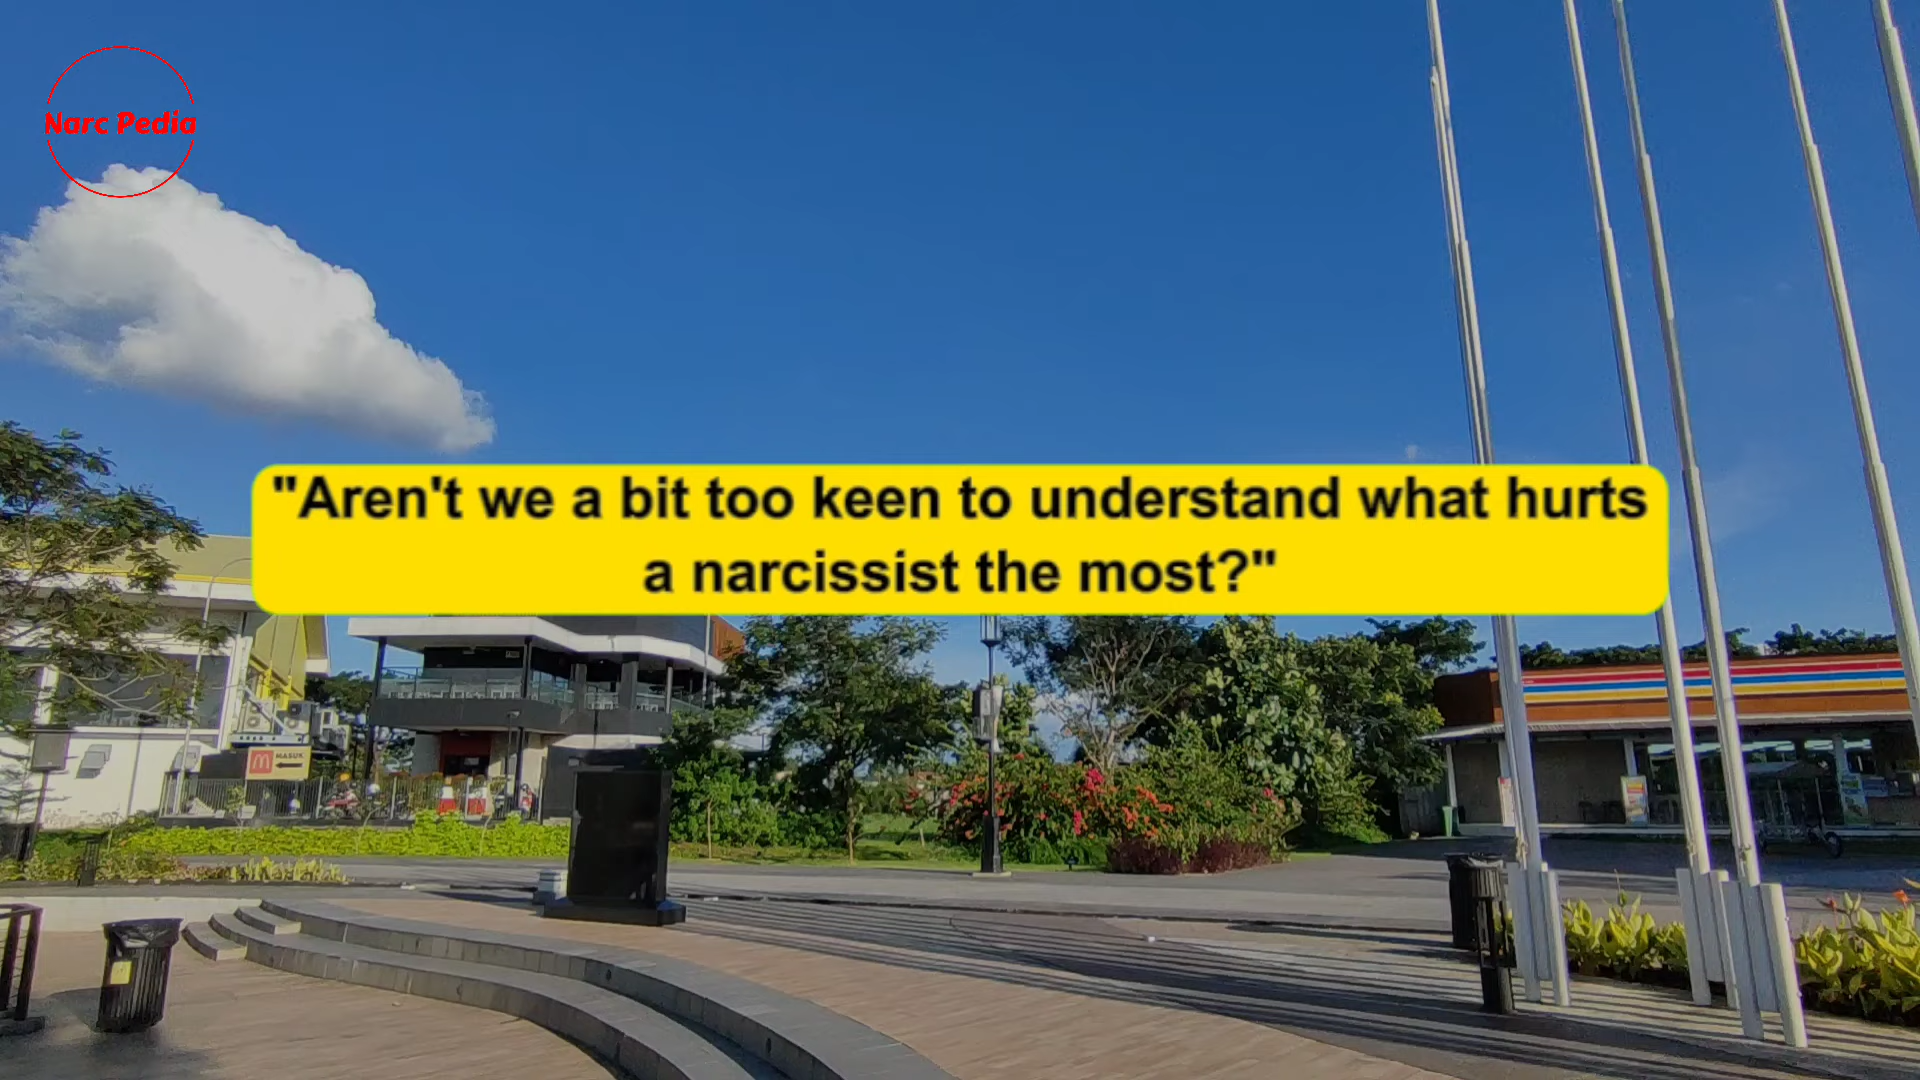 Narc Pedia
"Aren't we a bit too keen to understand what hurts
a narcissist the most?"
MASUK